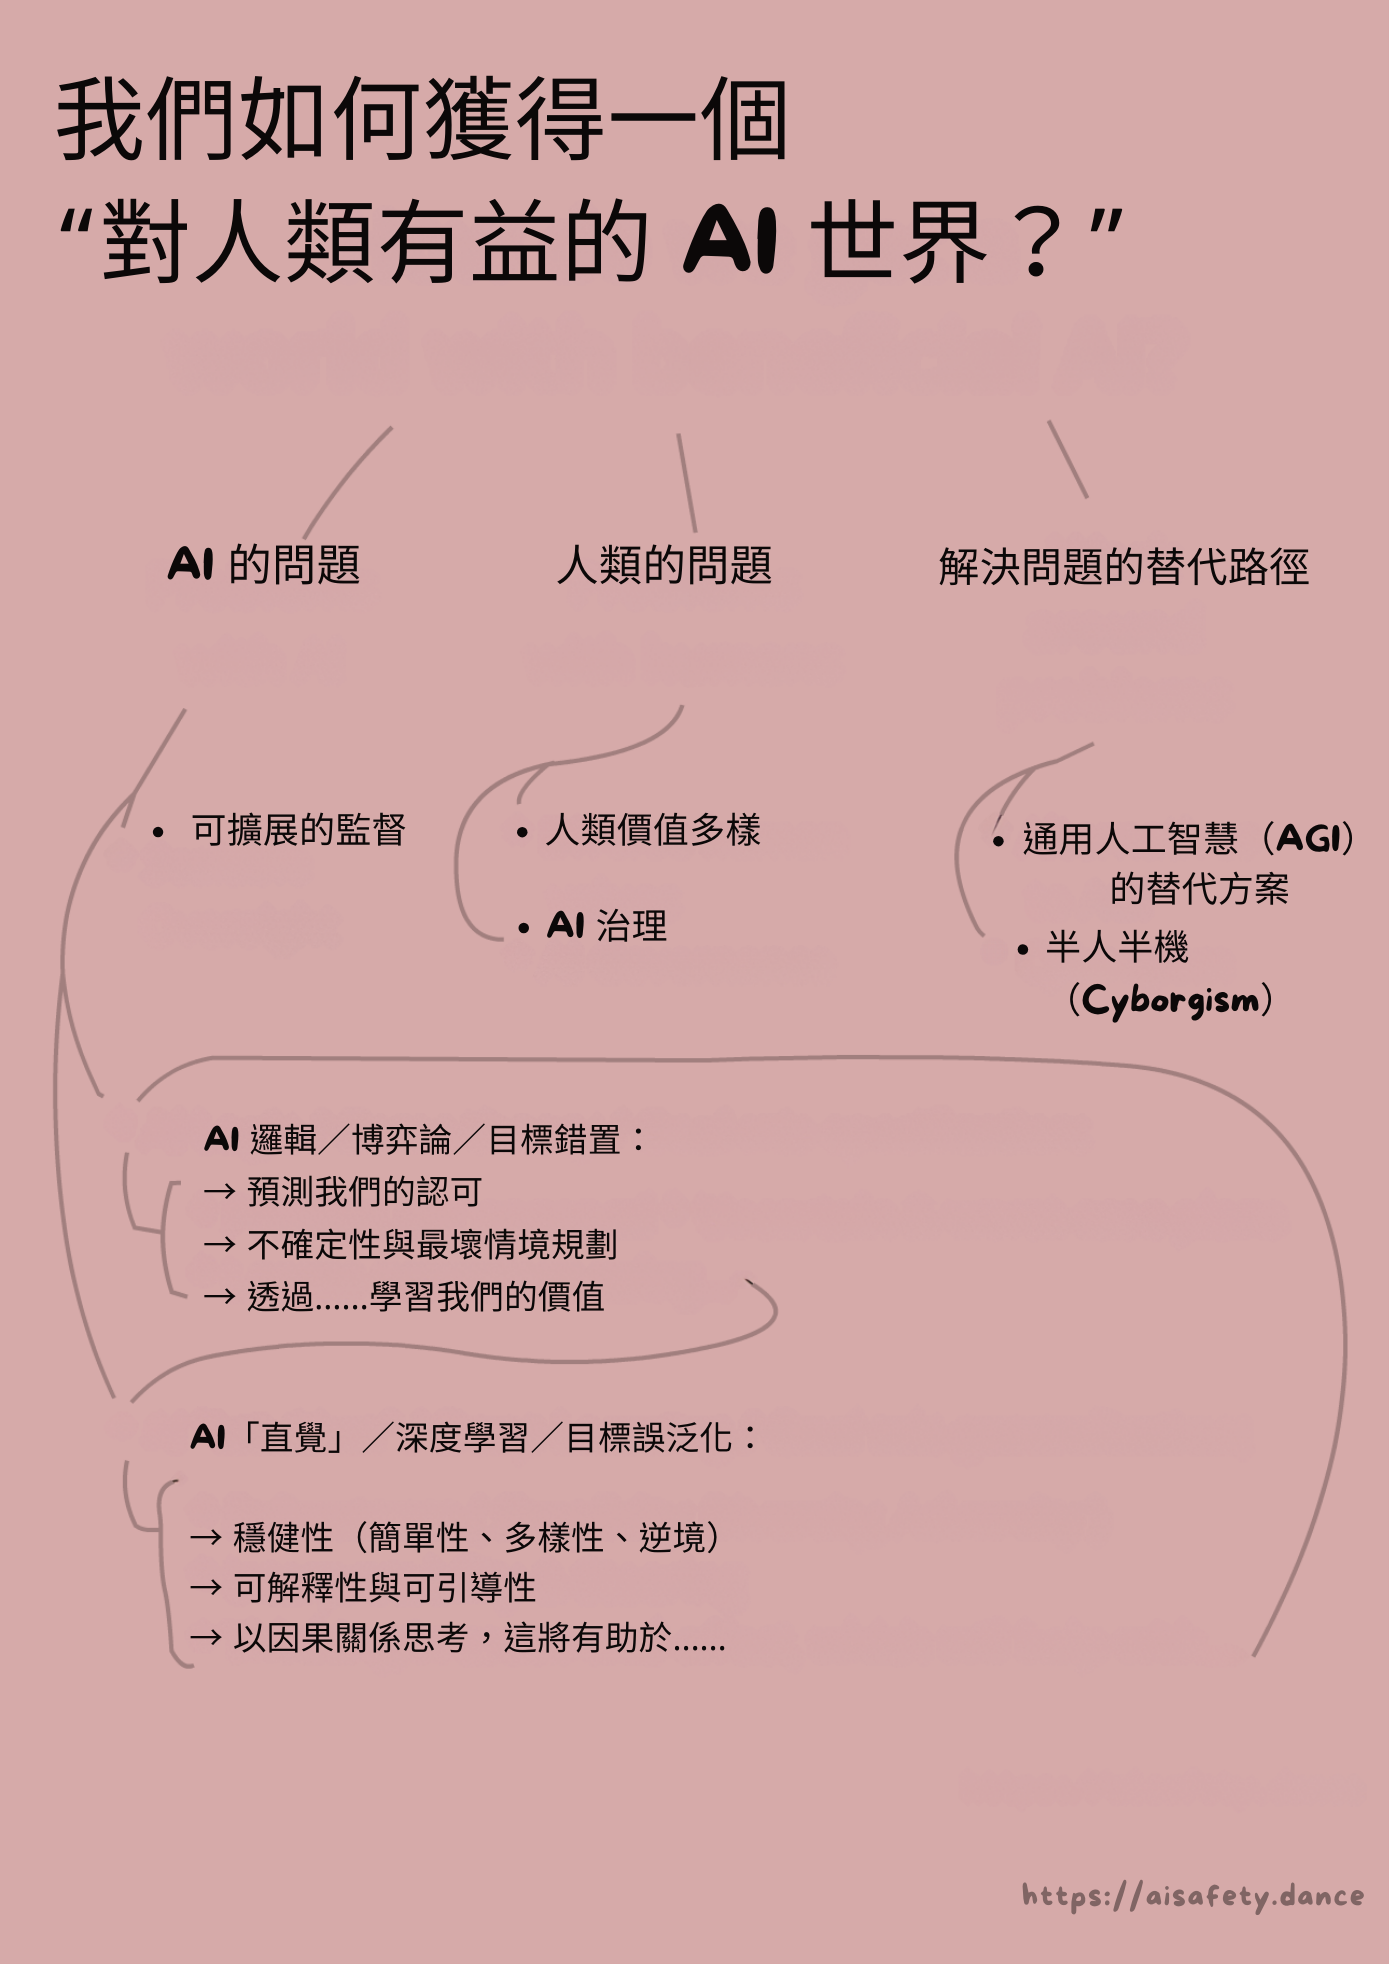 我們如何獲得一個
“對人類有益的 AI 世界？”
AI 的問題
人類的問題
解決問題的替代路徑
• 可擴展的監督
• 人類價值多樣
• AI 治理
• 通用人工智慧（AGI）
的替代方案
• 半人半機
（Cyborgism）
AI 邏輯／博弈論／目標錯置：
→ 預測我們的認可
→ 不確定性與最壞情境規劃
→ 透過……學習我們的價值
AI「直覺」／深度學習／目標誤泛化：
→ 穩健性（簡單性、多樣性、逆境）
→ 可解釋性與可引導性
→ 以因果關係思考，這將有助於……
https://aisafety.dance